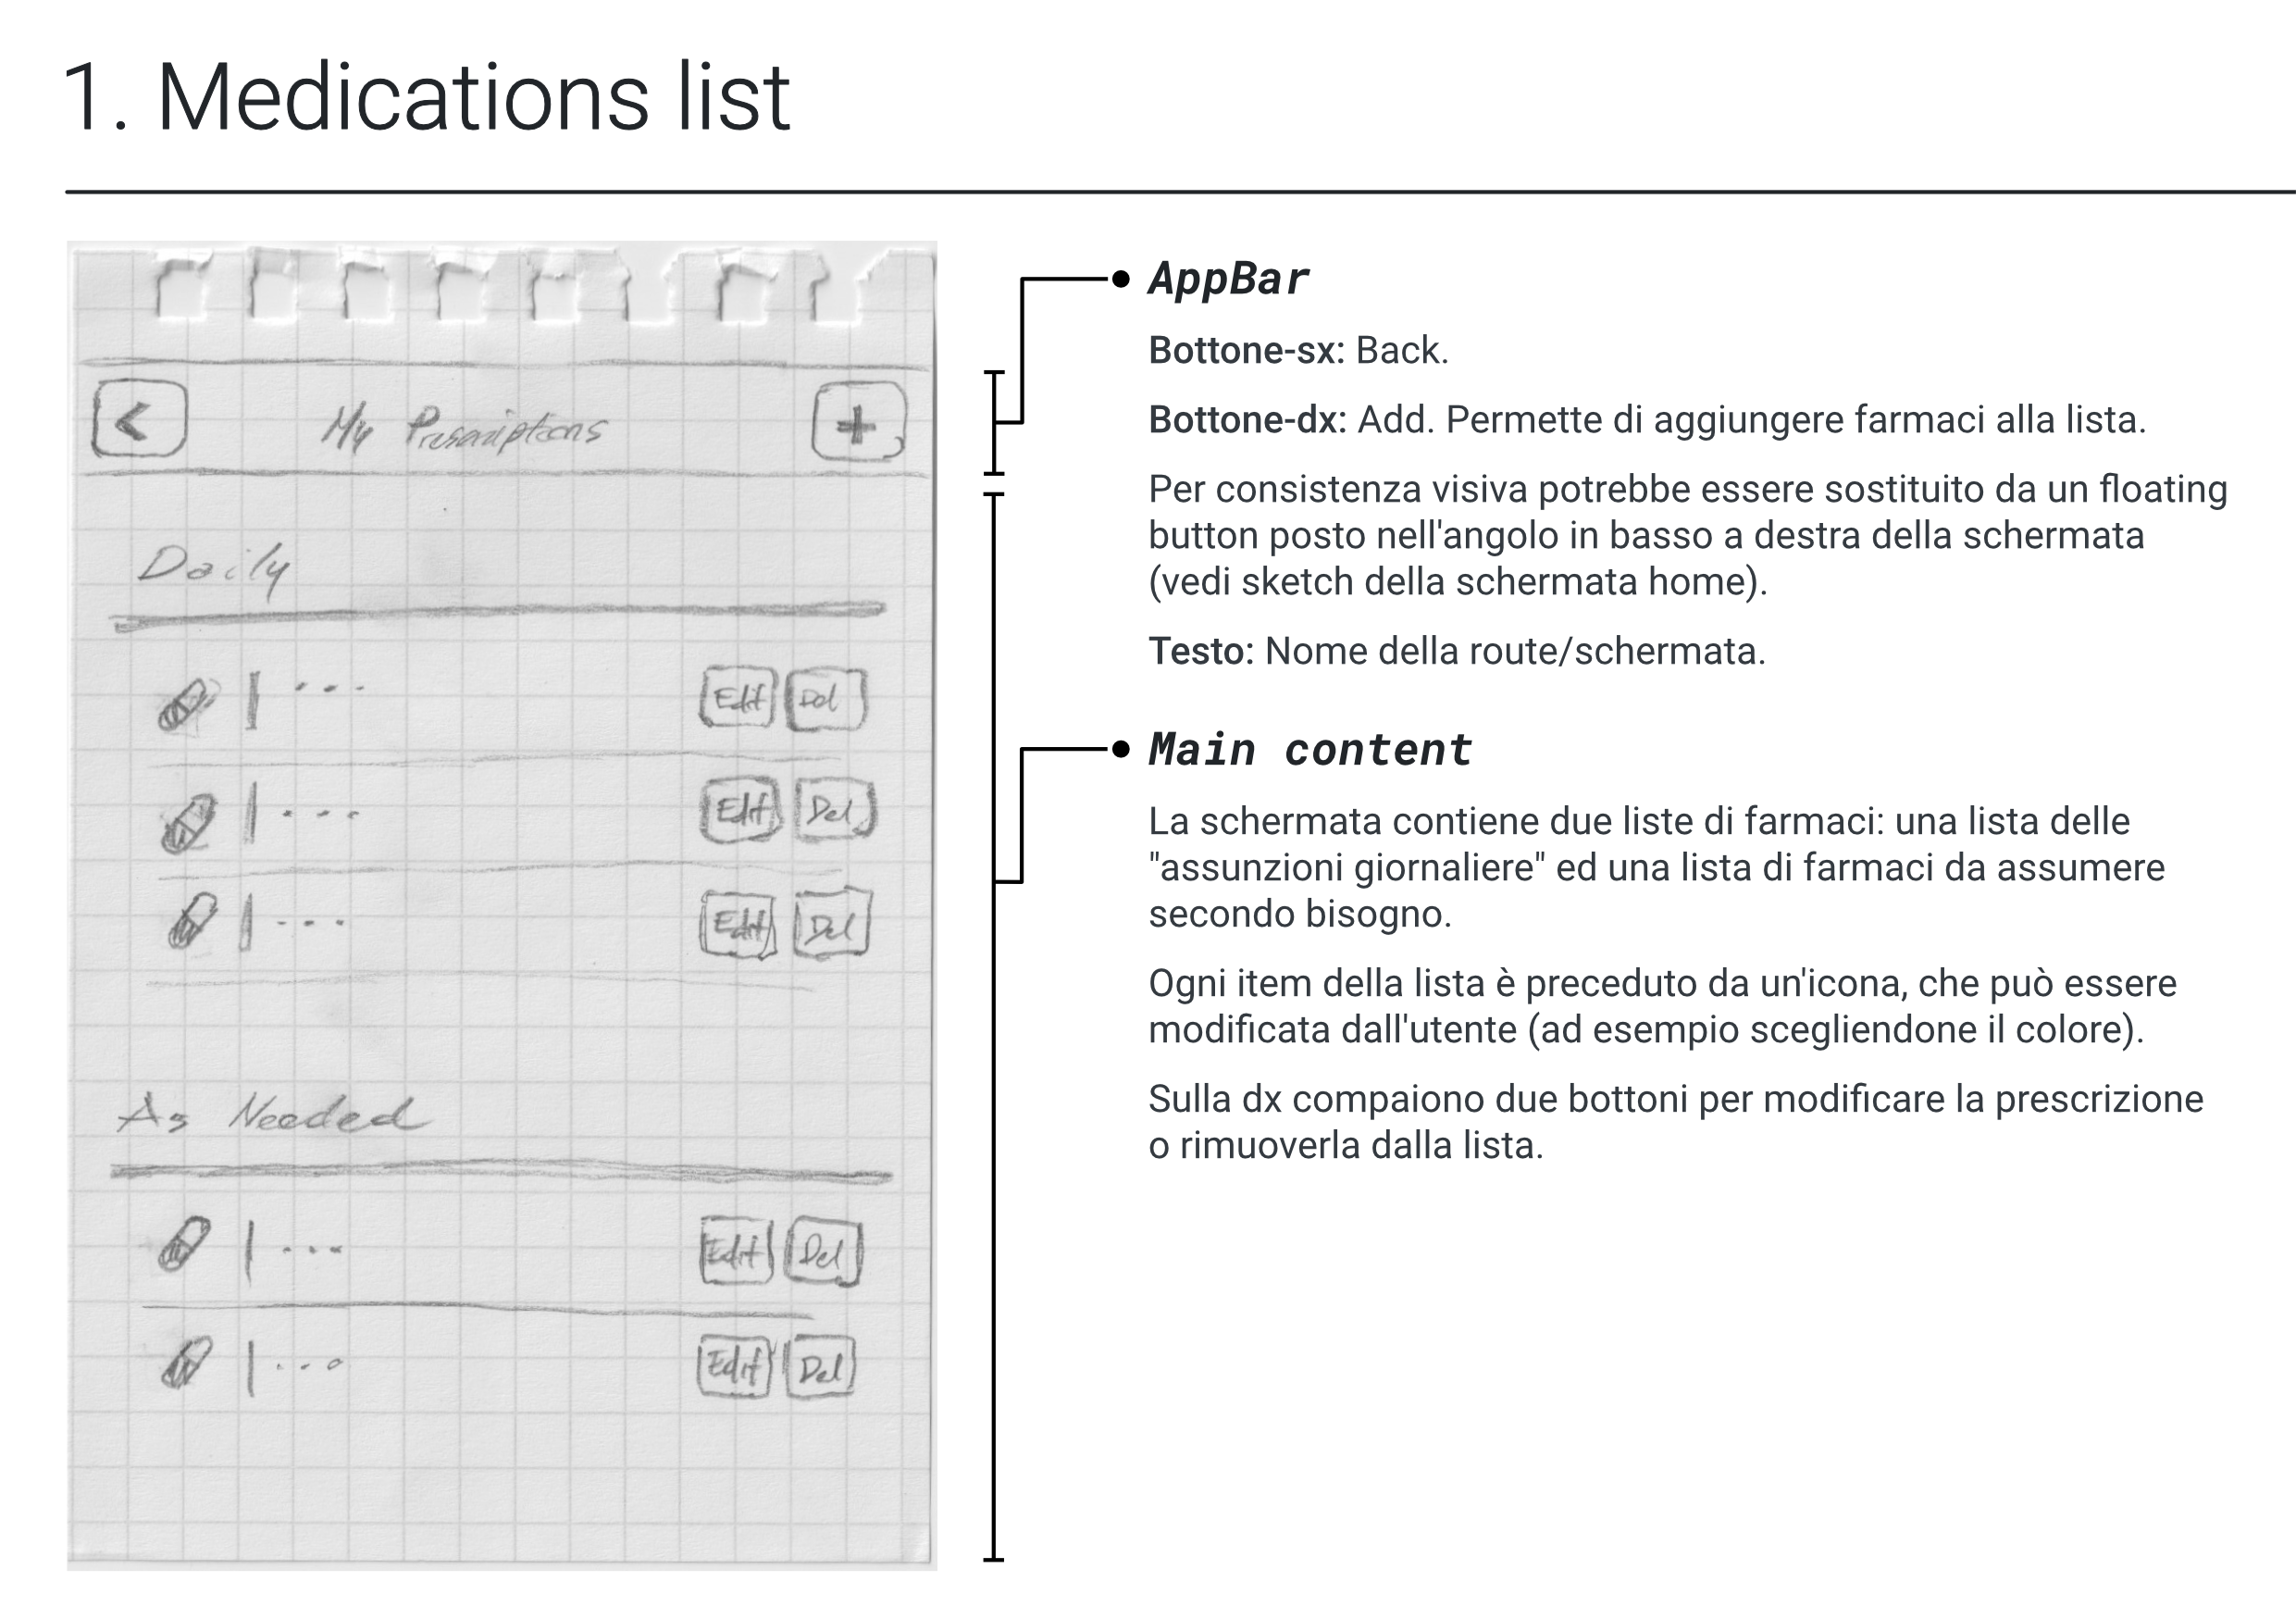 1. Medications list
<
My Prescriptions
+
Daily
| ...
Edit Del
| ...
Edit Del
| ...
Edit Del
As Needed
| ...
Edit Del
| ...
Edit Del
AppBar
Bottone-sx: Back.
Bottone-dx: Add. Permette di aggiungere farmaci alla lista.
Per consistenza visiva potrebbe essere sostituito da un floating
button posto nell'angolo in basso a destra della schermata
(vedi sketch della schermata home).
Testo: Nome della route/schermata.
Main content
La schermata contiene due liste di farmaci: una lista delle
"assunzioni giornaliere" ed una lista di farmaci da assumere
secondo bisogno.
Ogni item della lista è preceduto da un'icona, che può essere
modificata dall'utente (ad esempio scegliendone il colore).
Sulla dx compaiono due bottoni per modificare la prescrizione
o rimuoverla dalla lista.